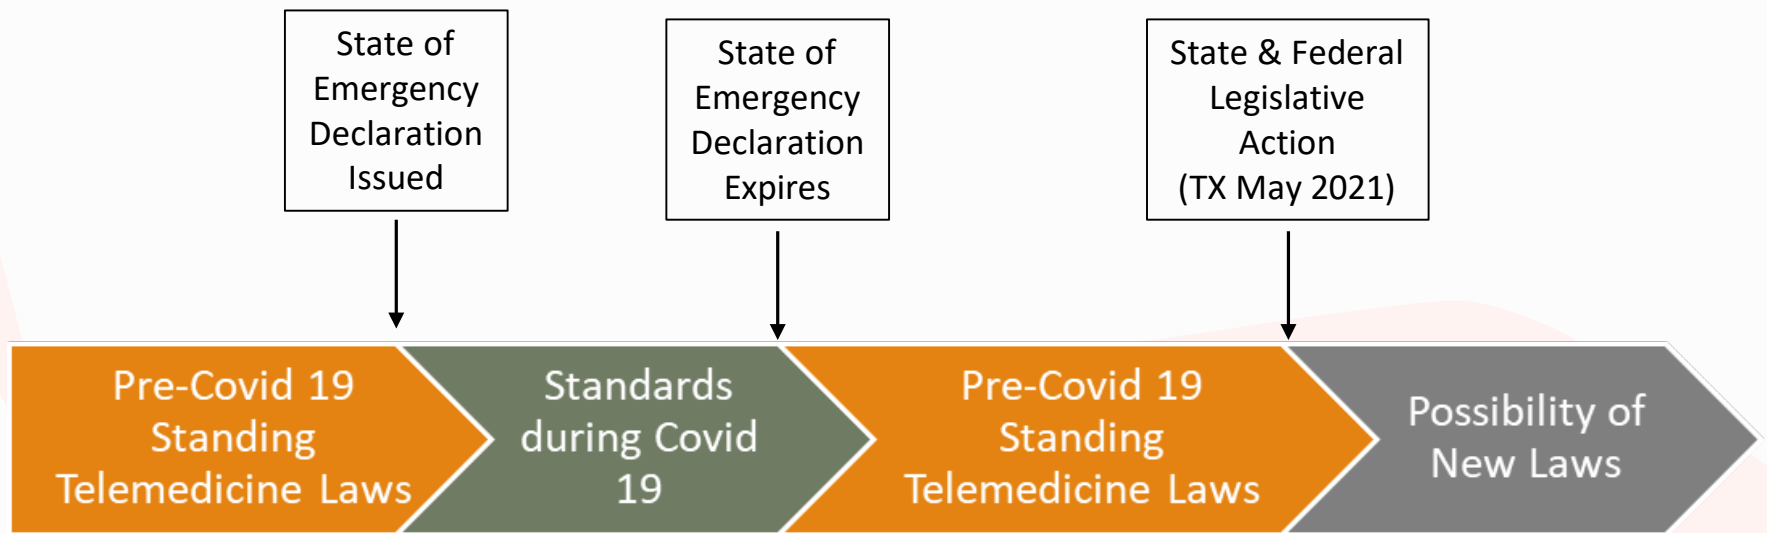 State of
Emergency
Declaration
Issued
State of
Emergency
Declaration
Expires
State & Federal
Legislative
Action
(TX May 2021)
Pre-Covid 19
Standing
Telemedicine Laws
Standards
during Covid
19
Pre-Covid 19
Standing
Telemedicine Laws
Possibility of
New Laws